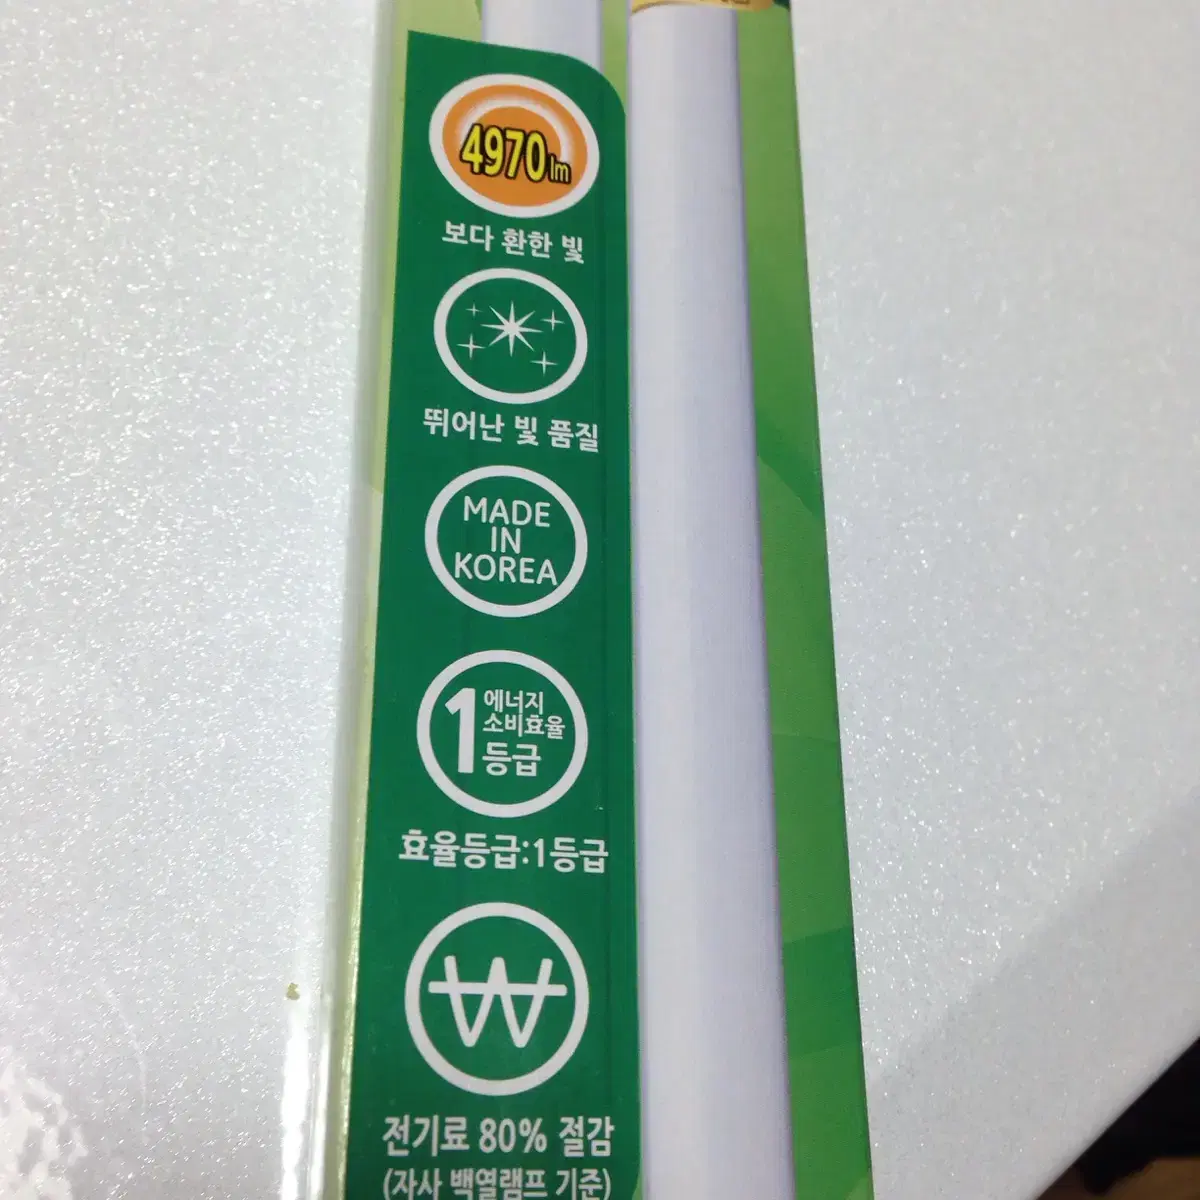 4970lm
보다 환한 빛
뛰어난 빛 품질
MADE
IN
KOREA
1 에너지
소비효율
등급
효율등급:1등급
₩
전기료 80% 절감
(자사 백열램프 기준)